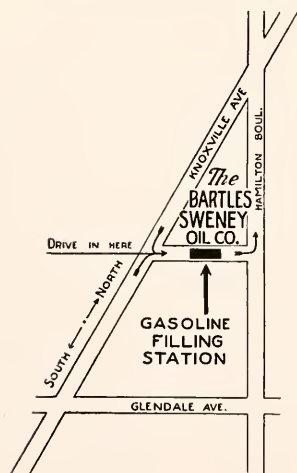 KNOXVILLE AVE
HAMILTON BOUL.
The
BARTLES
SWENEY
OIL CO.
DRIVE IN HERE
NORTH
SOUTH
GASOLINE
FILLING
STATION
GLENDALE AVE.